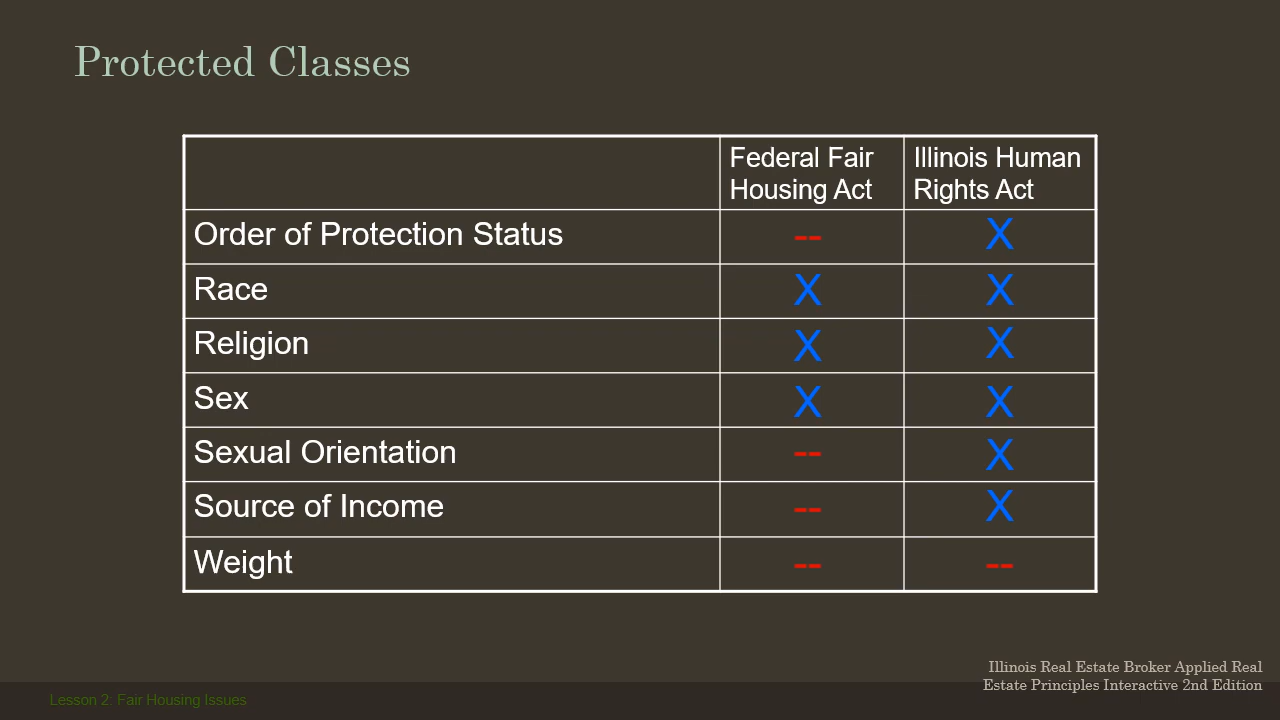 Protected Classes
Federal Fair Illinois Human
Housing Act Rights Act
Order of Protection Status -- X
Race X X
Religion X X
Sex X X
Sexual Orientation -- X
Source of Income -- X
Weight -- --
Illinois Real Estate Broker Applied Real
Estate Principles Interactive 2nd Edition
Lesson 2: Fair Housing Issues